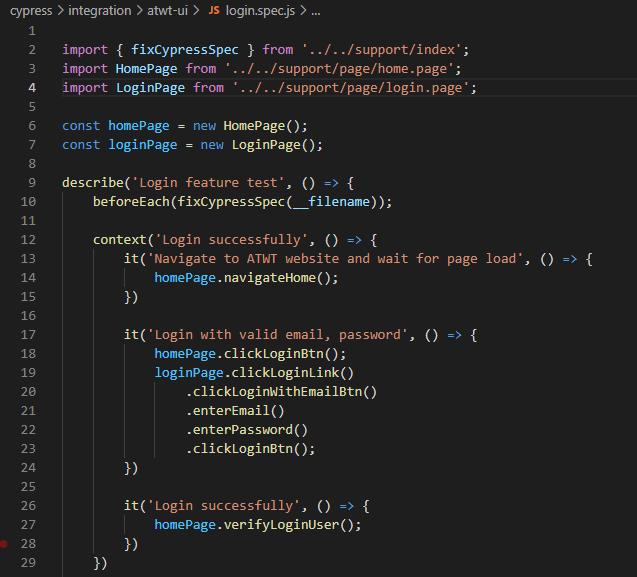 cypress > integration > atwt-ui > JS login.spec.js > ...
1
2 import { fixCypressSpec } from '../../support/index';
3 import HomePage from '../../support/page/home.page';
4 import LoginPage from '../../support/page/login.page';
5
6 const homePage = new HomePage();
7 const loginPage = new LoginPage();
8
9 describe('Login feature test', () => {
10     beforeEach(fixCypressSpec(__filename));
11
12     context('Login successfully', () => {
13         it('Navigate to ATWT website and wait for page load', () => {
14             homePage.navigateHome();
15         })
16
17         it('Login with valid email, password', () => {
18             homePage.clickLoginBtn();
19             loginPage.clickLoginLink()
20                 .clickLoginWithEmailBtn()
21                 .enterEmail()
22                 .enterPassword()
23                 .clickLoginBtn();
24         })
25
26         it('Login successfully', () => {
27             homePage.verifyLoginUser();
28         })
29     })